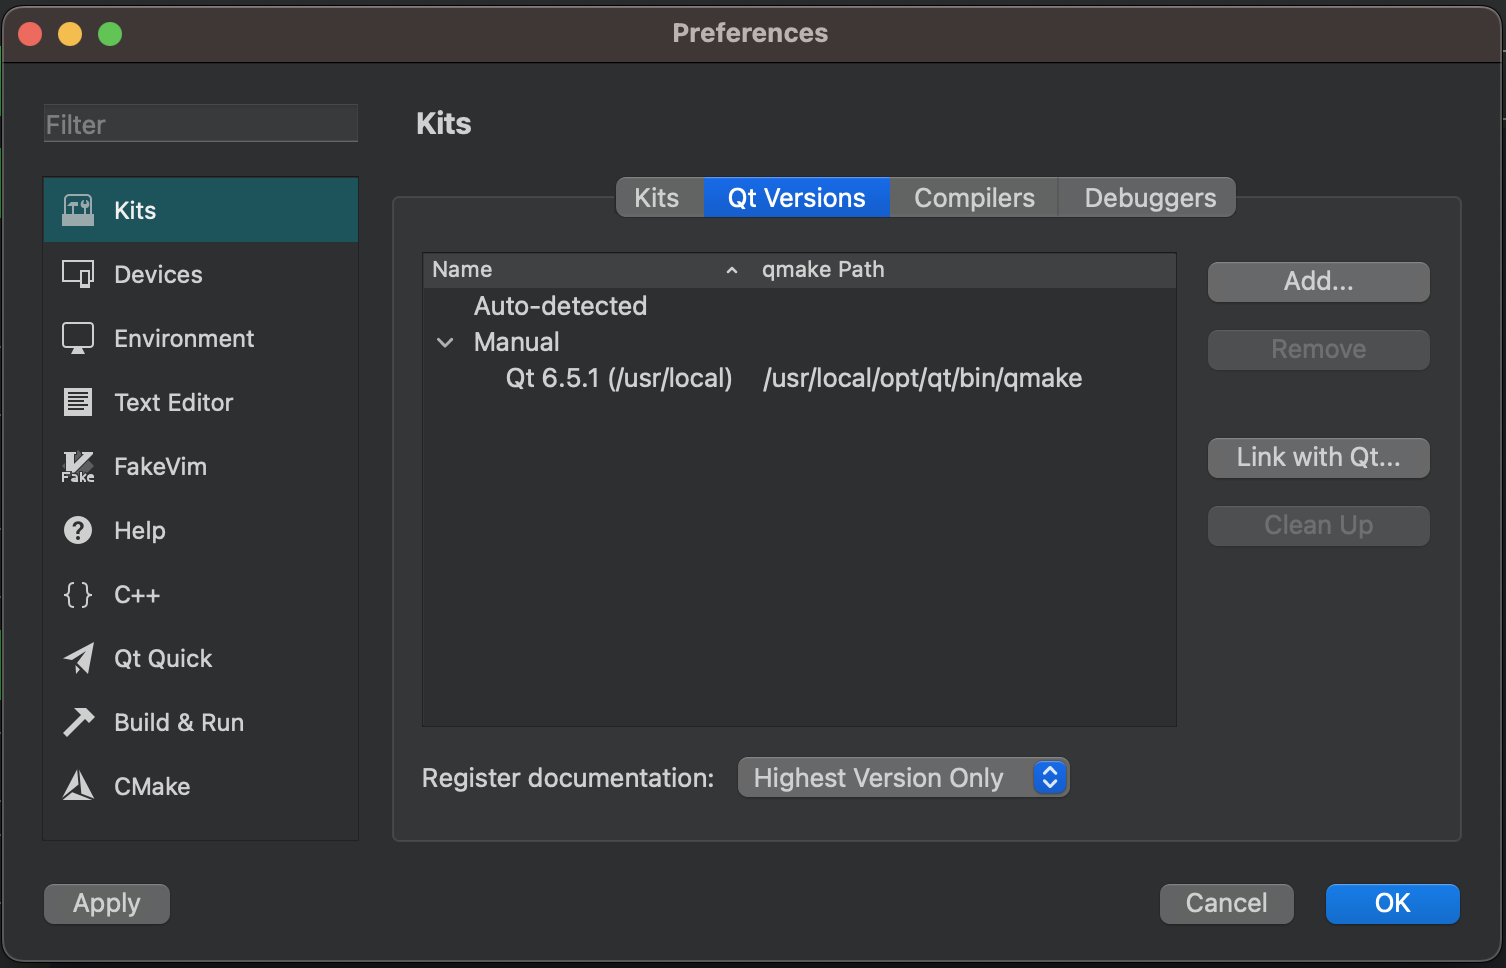 Preferences
Filter
Kits
Devices
Environment
Text Editor
Fake
FakeVim
Help
{} C++
Qt Quick
Build & Run
CMake
Kits
Kits Qt Versions Compilers Debuggers
Name qmake Path
Auto-detected
Manual
Qt 6.5.1 (/usr/local) /usr/local/opt/qt/bin/qmake
Add...
Remove
Link with Qt...
Clean Up
Register documentation: Highest Version Only
Apply
Cancel
OK